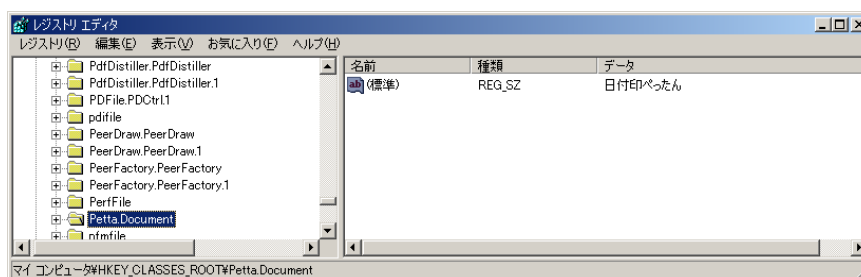 レジストリ エディタ
レジストリ(R) 編集(E) 表示(V) お気に入り(F) ヘルプ(H)
PdfDistiller.PdfDistiller
PdfDistiller.PdfDistiller.1
PDFile.PDCtrl.1
pdifile
PeerDraw.PeerDraw
PeerDraw.PeerDraw.1
PeerFactory.PeerFactory
PeerFactory.PeerFactory.1
PerfFile
Petta.Document
pfmfile
名前 種類 データ
ab (標準) REG_SZ 日付印ぺったん
マイ コンピュータ¥HKEY_CLASSES_ROOT¥Petta.Document